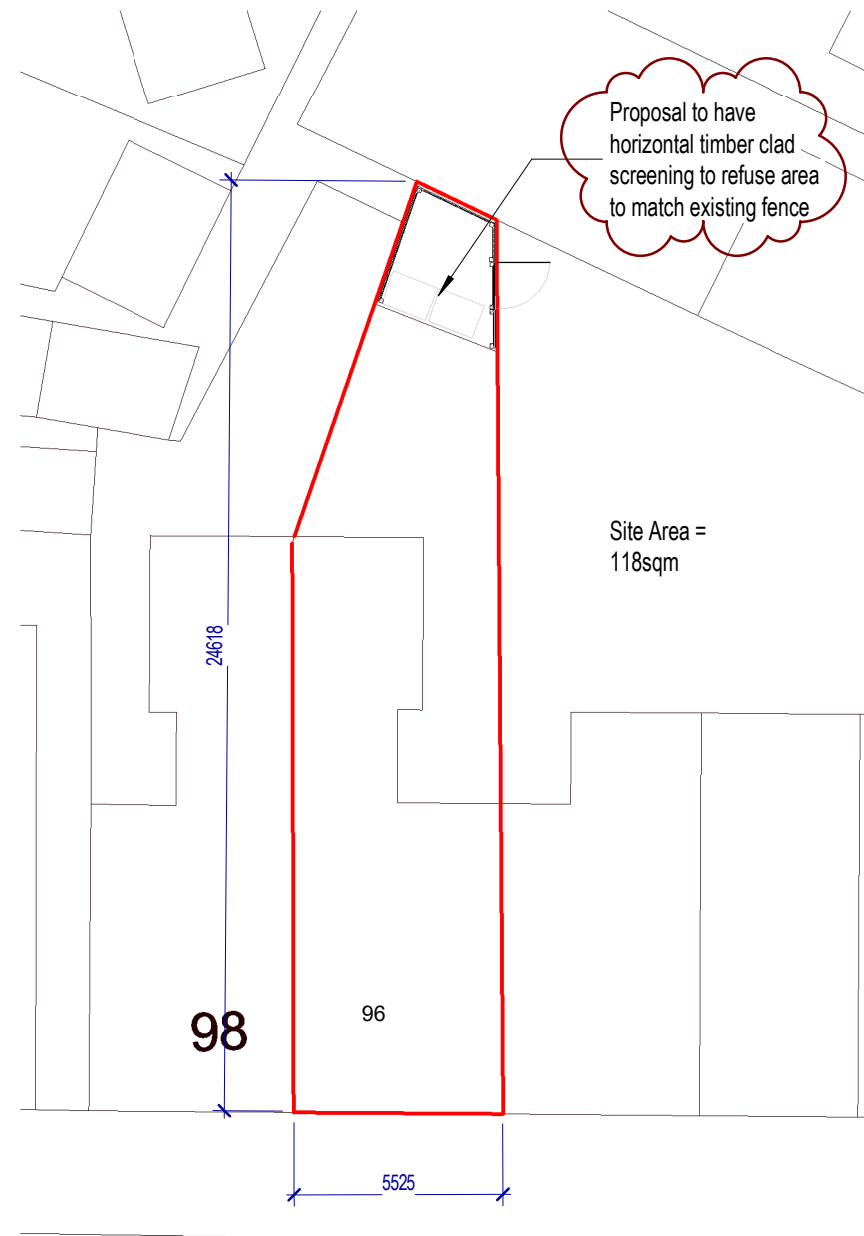 Proposal to have
horizontal timber clad
screening to refuse area
to match existing fence
Site Area =
118sqm
24618
98
96
5525